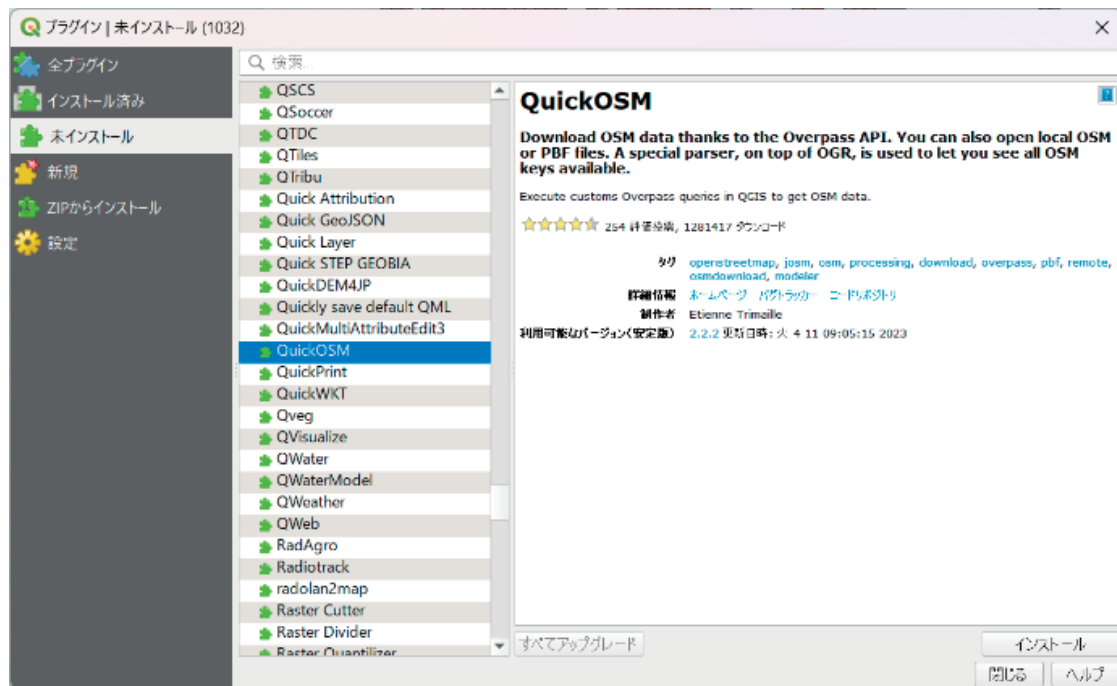 プラグイン | 未インストール (1032)
全プラグイン
インストール済み
未インストール
新規
ZIPからインストール
設定
検索...
QSCS
QSoccer
QTDC
QTiles
QTribu
Quick Attribution
Quick GeoJSON
Quick Layer
Quick STEP GEOBIA
QuickDEM4JP
Quickly save default QML
QuickMultiAttributeEdit3
QuickOSM
QuickPrint
QuickWKT
Qveg
QVisualize
QWater
QWaterModel
QWeather
QWeb
RadAgro
Radiotrack
radolan2map
Raster Cutter
Raster Divider
Raster Quantilizer
QuickOSM
Download OSM data thanks to the Overpass API. You can also open local OSM
or PBF files. A special parser, on top of OGR, is used to let you see all OSM
keys available.
Execute customs Overpass queries in QGIS to get OSM data.
254 評価投票, 1281417 ダウンロード
タグ openstreetmap, josm, osm, processing, download, overpass, pbf, remote,
osmdownload, modeler
詳細情報 ホームページ バグトラッカー コードリポジトリ
制作者 Etienne Trimaille
利用可能なバージョン(安定版) 2.2.2 更新日時: 火 4 11 09:05:15 2023
すべてアップグレード
インストール
閉じる
ヘルプ